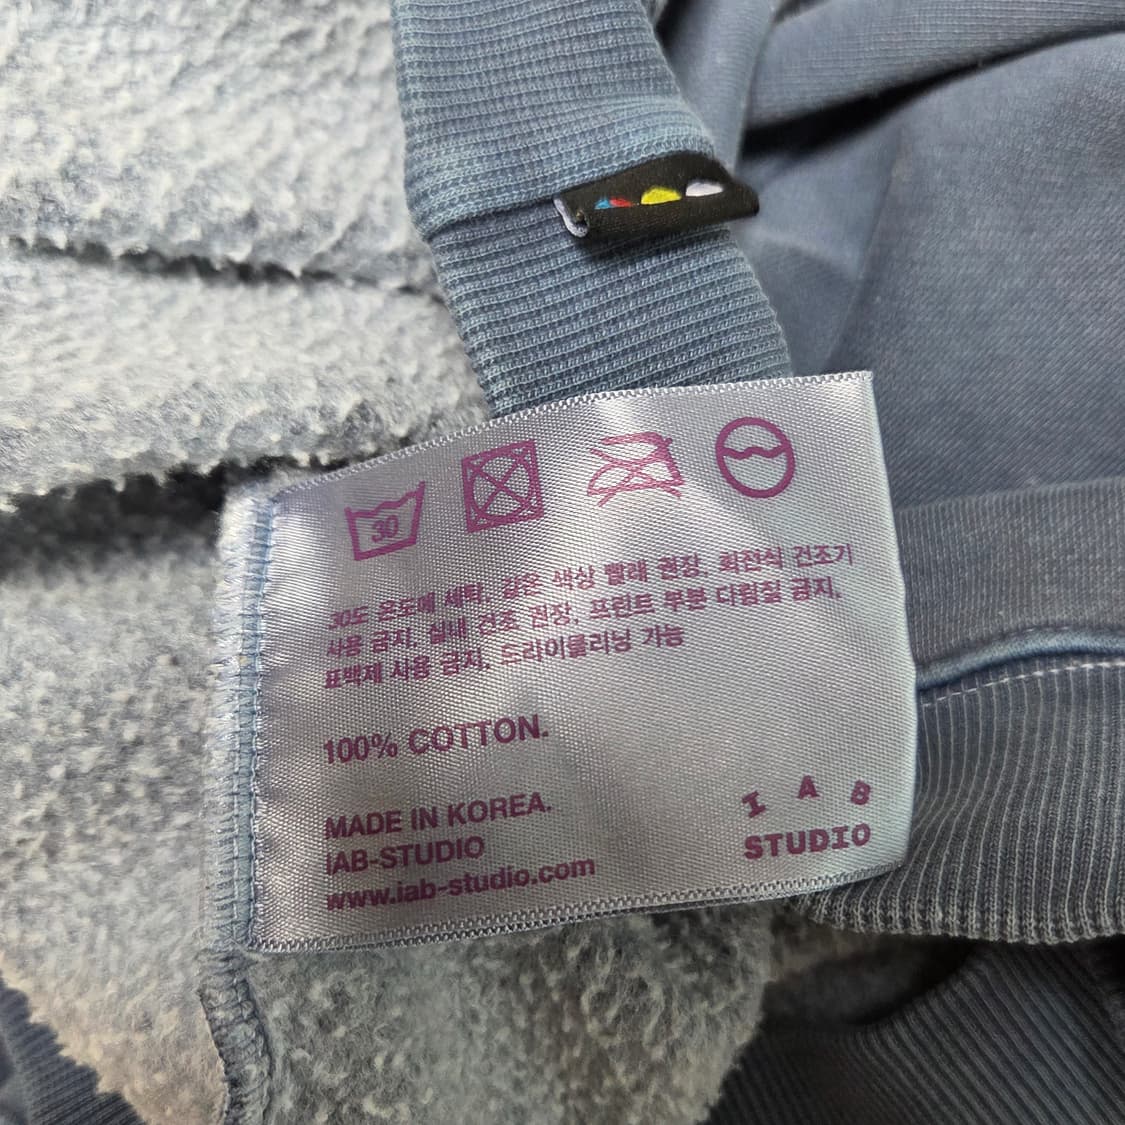 30
30도 온도에 세탁, 같은 색상 빨래 권장, 회전식 건조기
사용 금지, 실내 건조 권장, 프린트 부분 다림질 금지,
표백제 사용 금지, 드라이클리닝 가능
100% COTTON.
MADE IN KOREA.
IAB-STUDIO
www.iab-studio.com
I A B
STUDIO